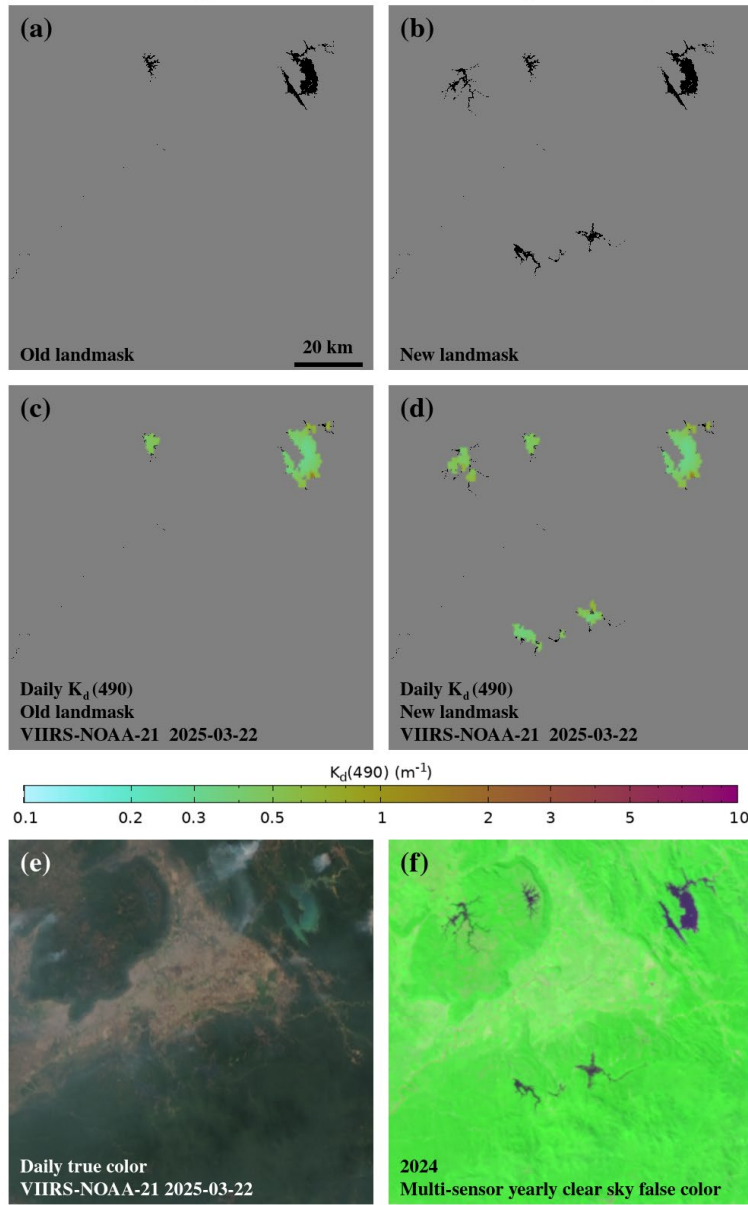 (a)
(b)
Old landmask
20 km
New landmask
(c)
(d)
Daily K_d(490)
Old landmask
VIIRS-NOAA-21 2025-03-22
Daily K_d(490)
New landmask
VIIRS-NOAA-21 2025-03-22
K_d(490) (m⁻¹)
0.1 0.2 0.3 0.5 1 2 3 5 10
(e)
(f)
Daily true color
VIIRS-NOAA-21 2025-03-22
2024
Multi-sensor yearly clear sky false color